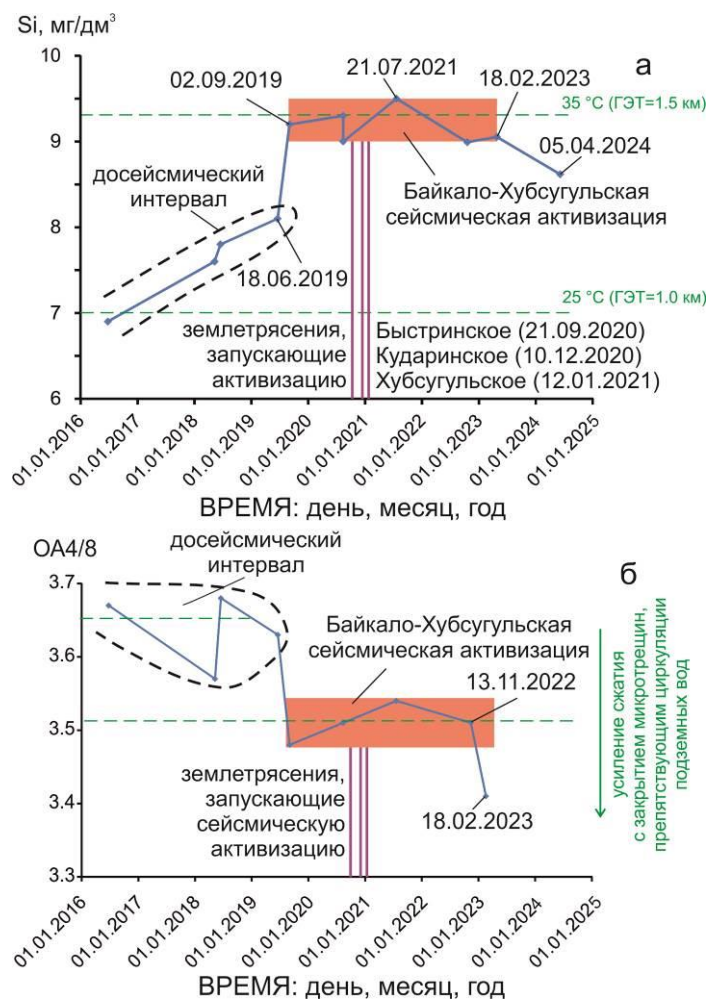 Si, мг/дм³
а
10
9
8
7
6
02.09.2019
21.07.2021
18.02.2023
35 °С (ГЭТ=1.5 км)
05.04.2024
досейсмический
интервал
Байкало-Хубсугульская
сейсмическая активизация
18.06.2019
25 °С (ГЭТ=1.0 км)
землетрясения,
запускающие
активизацию
Быстринское (21.09.2020)
Кударинское (10.12.2020)
Хубсугульское (12.01.2021)
01.01.2016
01.01.2017
01.01.2018
01.01.2019
01.01.2020
01.01.2021
01.01.2022
01.01.2023
01.01.2024
01.01.2025
ВРЕМЯ: день, месяц, год
ОА4/8
б
3.7
3.6
3.5
3.4
3.3
досейсмический
интервал
Байкало-Хубсугульская
сейсмическая активизация
13.11.2022
землетрясения,
запускающие
сейсмическую
активизацию
18.02.2023
усиление сжатия
с закрытием микротрещин,
препятствующим циркуляции
подземных вод
01.01.2016
01.01.2017
01.01.2018
01.01.2019
01.01.2020
01.01.2021
01.01.2022
01.01.2023
01.01.2024
01.01.2025
ВРЕМЯ: день, месяц, год